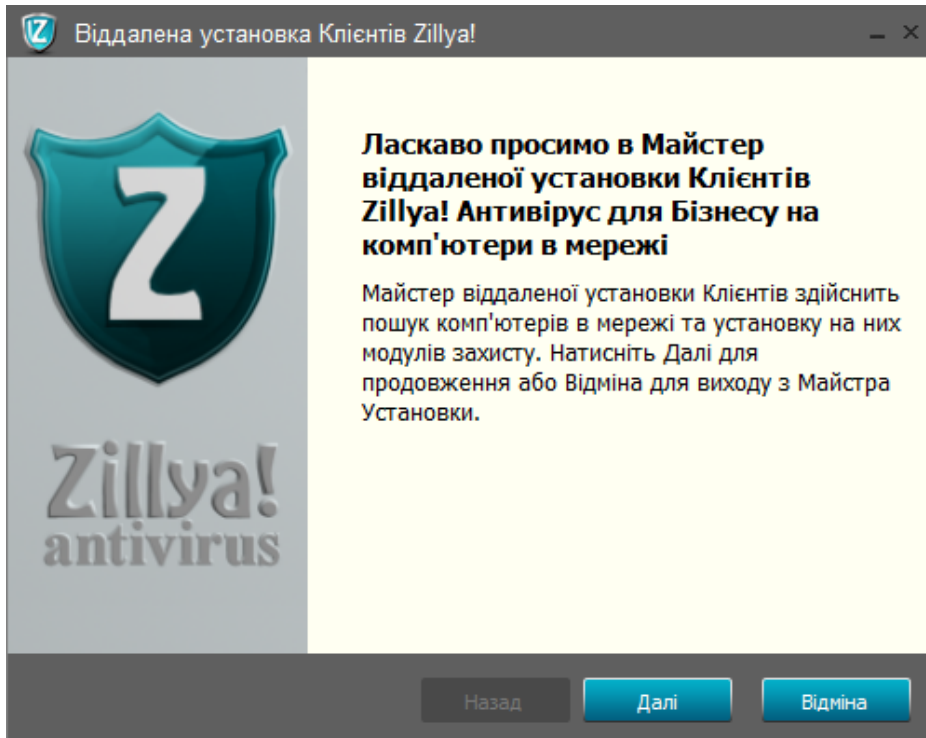 Віддалена установка Клієнтів Zillya!
Z
Ласкаво просимо в Майстер
віддаленої установки Клієнтів
Zillya! Антивірус для Бізнесу на
комп'ютери в мережі
Майстер віддаленої установки Клієнтів здійснить
пошук комп'ютерів в мережі та установку на них
модулів захисту. Натисніть Далі для
продовження або Відміна для виходу з Майстра
Установки.
Zillya!
antivirus
Назад
Далі
Відміна